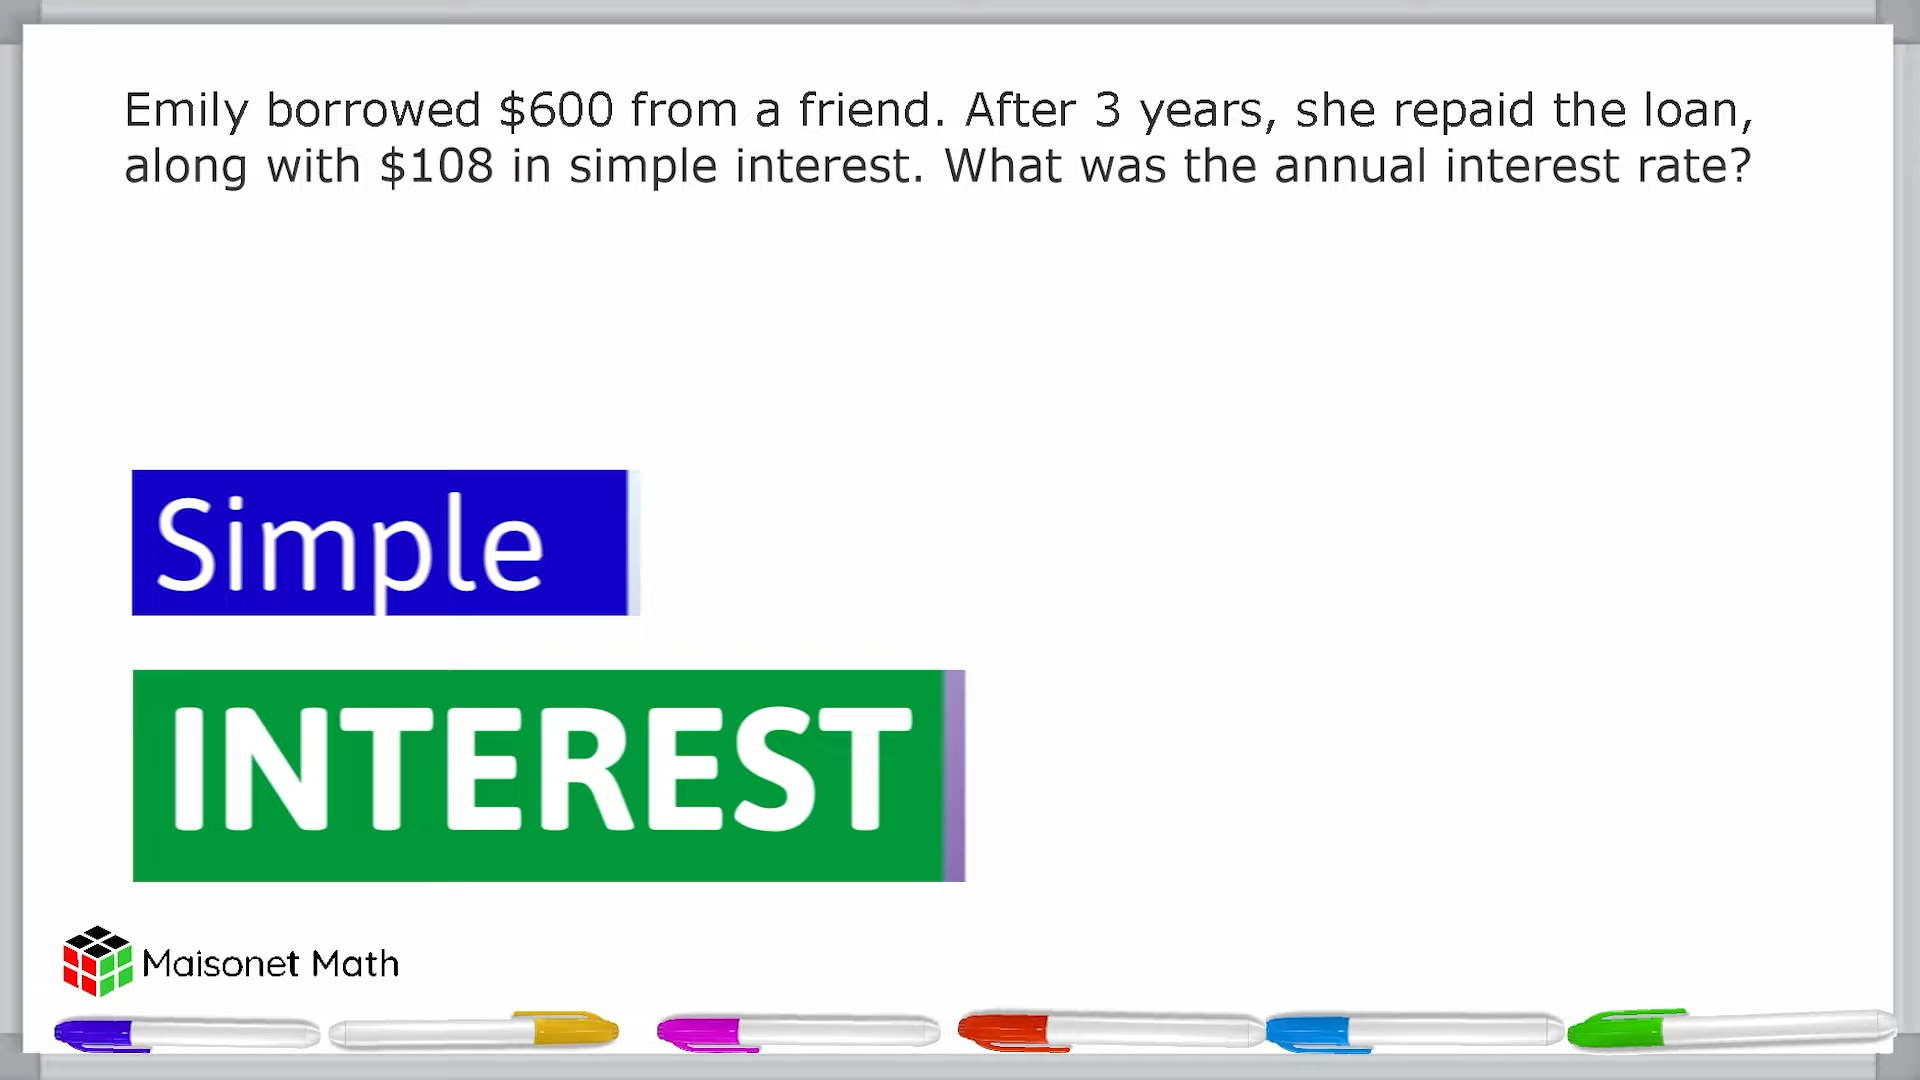 Emily borrowed $600 from a friend. After 3 years, she repaid the loan,
along with $108 in simple interest. What was the annual interest rate?
Simple
INTEREST
Maisonet Math